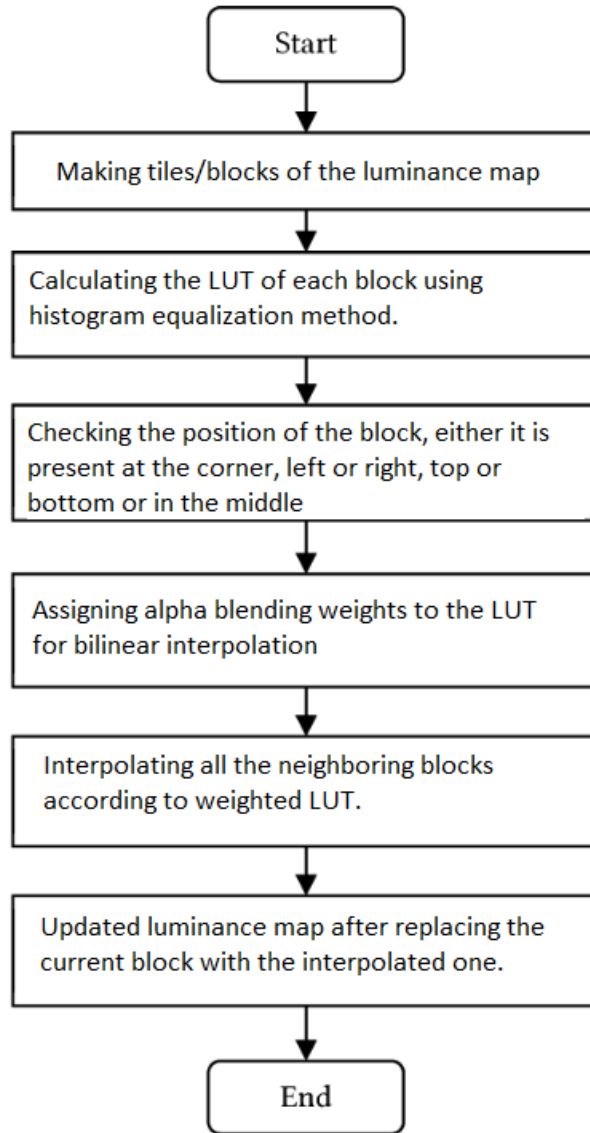 Start
Making tiles/blocks of the luminance map
Calculating the LUT of each block using
histogram equalization method.
Checking the position of the block, either it is
present at the corner, left or right, top or
bottom or in the middle
Assigning alpha blending weights to the LUT
for bilinear interpolation
Interpolating all the neighboring blocks
according to weighted LUT.
Updated luminance map after replacing the
current block with the interpolated one.
End